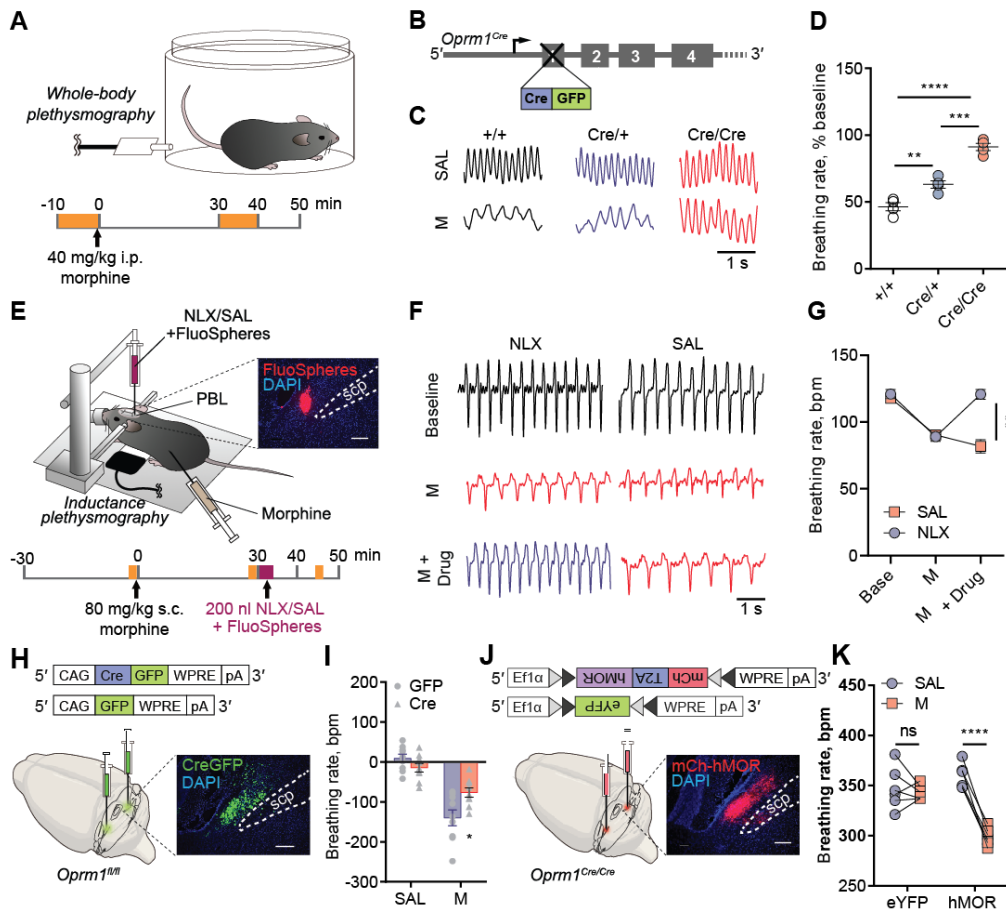 A
Whole-body
plethysmography
-10 0 30 40 50 min
40 mg/kg i.p.
morphine
B
Oprm1Cre
5′ 2 3 4 3′
Cre GFP
C
+/+ Cre/+ Cre/Cre
SAL
M
1 s
D
Breathing rate, % baseline
150
100
50
0
****
***
**
+/+ Cre/+ Cre/Cre
E
NLX/SAL
+FluoSpheres
PBL
FluoSpheres
DAPI
scp
Inductance
plethysmography
Morphine
-30 0 30 40 50 min
80 mg/kg s.c.
morphine
200 nl NLX/SAL
+ FluoSpheres
F
NLX SAL
Baseline
M
M +
Drug
1 s
G
Breathing rate, bpm
150
100
50
0
SAL
NLX
Base M M + Drug
H
5′ CAG Cre GFP WPRE pA 3′
5′ CAG GFP WPRE pA 3′
CreGFP
DAPI
scp
Oprm1fl/fl
I
GFP
Cre
Breathing rate, bpm
200
100
0
-100
-200
-300
*
SAL M
J
5′ Ef1α hMOR T2A mCh WPRE pA 3′
5′ Ef1α eYFP WPRE pA 3′
mCh-hMOR
DAPI
scp
Oprm1Cre/Cre
K
SAL
M
Breathing rate, bpm
400
350
300
250
ns
****
eYFP hMOR